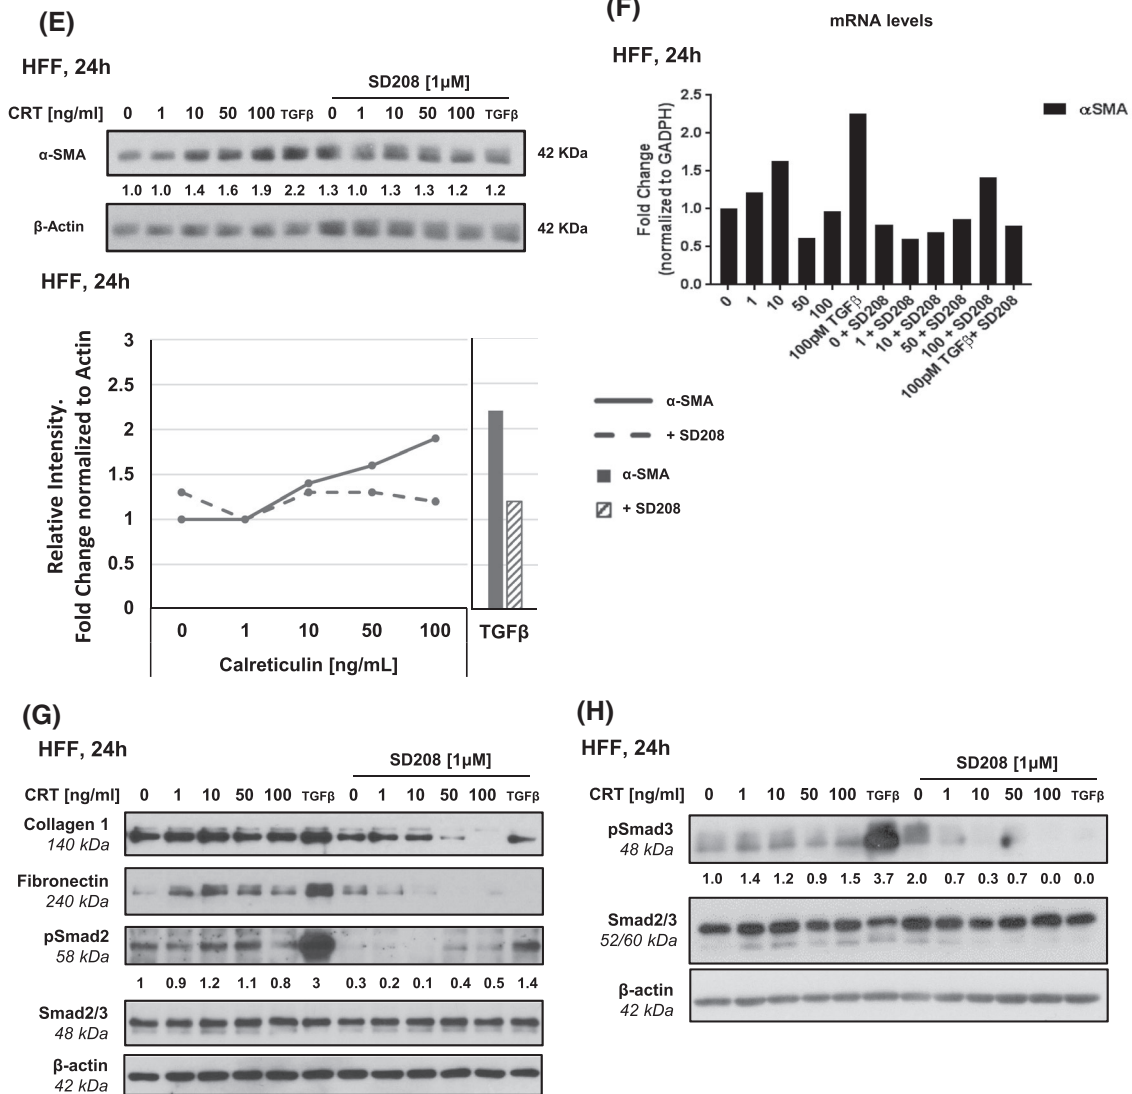 (E)
HFF, 24h
SD208 [1µM]
CRT [ng/ml] 0 1 10 50 100 TGFβ 0 1 10 50 100 TGFβ
α-SMA 42 KDa
1.0 1.0 1.4 1.6 1.9 2.2 1.3 1.0 1.3 1.3 1.2 1.2
β-Actin 42 KDa
HFF, 24h
Relative Intensity.
Fold Change normalized to Actin
3
2.5
2
1.5
1
0.5
0
0 1 10 50 100 TGFβ
Calreticulin [ng/mL]
(F)
mRNA levels
HFF, 24h
αSMA
Fold Change
(normalized to GADPH)
2.5
2.0
1.5
1.0
0.5
0.0
0
1
10
50
100
100pM TGFβ
0 + SD208
1 + SD208
10 + SD208
50 + SD208
100 + SD208
100pM TGFβ+ SD208
α-SMA
+ SD208
α-SMA
+ SD208
(G)
HFF, 24h
SD208 [1µM]
CRT [ng/ml] 0 1 10 50 100 TGFβ 0 1 10 50 100 TGFβ
Collagen 1
140 kDa
Fibronectin
240 kDa
pSmad2
58 kDa
1 0.9 1.2 1.1 0.8 3 0.3 0.2 0.1 0.4 0.5 1.4
Smad2/3
48 kDa
β-actin
42 kDa
(H)
HFF, 24h
SD208 [1µM]
CRT [ng/ml] 0 1 10 50 100 TGFβ 0 1 10 50 100 TGFβ
pSmad3
48 kDa
1.0 1.4 1.2 0.9 1.5 3.7 2.0 0.7 0.3 0.7 0.0 0.0
Smad2/3
52/60 kDa
β-actin
42 kDa